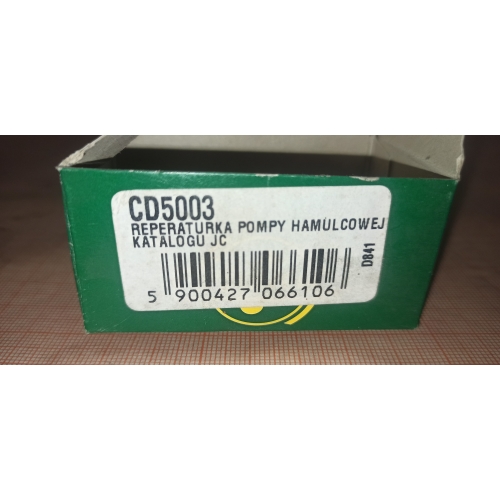 CD5003
REPERATURKA POMPY HAMULCOWEJ
KATALOGU JC
D841
5 900427 066106